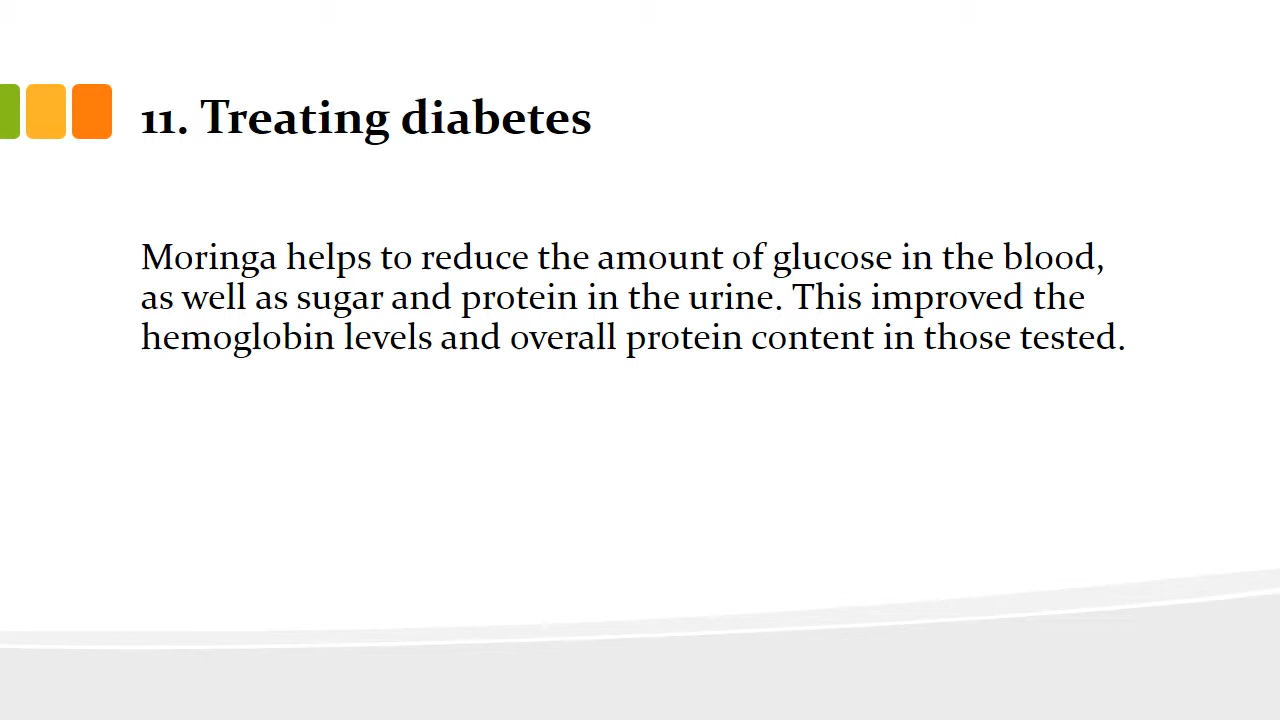 11. Treating diabetes
Moringa helps to reduce the amount of glucose in the blood,
as well as sugar and protein in the urine. This improved the
hemoglobin levels and overall protein content in those tested.